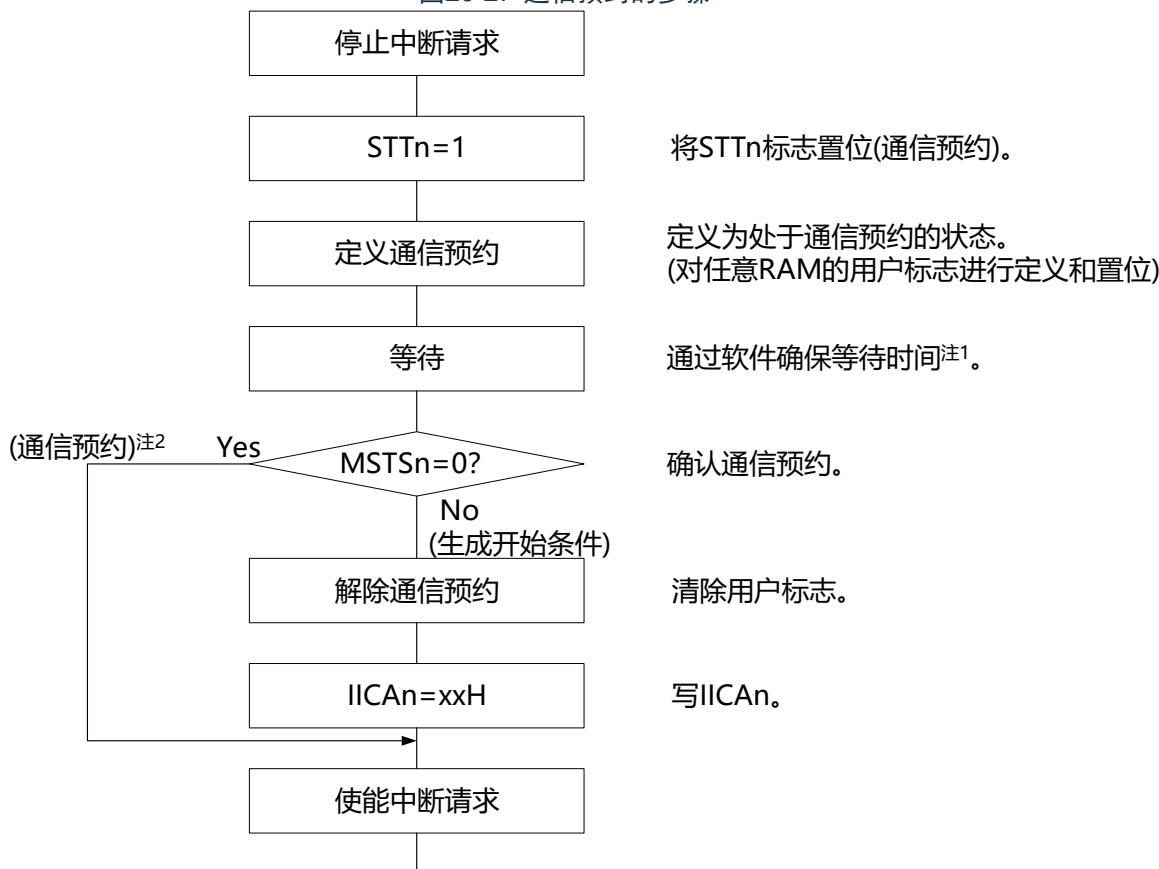 停止中断请求
STTn=1
将STTn标志置位(通信预约)。
定义通信预约
定义为处于通信预约的状态。
(对任意RAM的用户标志进行定义和置位)
等待
通过软件确保等待时间注1。
(通信预约)注2
Yes
MSTSn=0?
确认通信预约。
No
(生成开始条件)
解除通信预约
清除用户标志。
IICAn=xxH
写IICAn。
使能中断请求